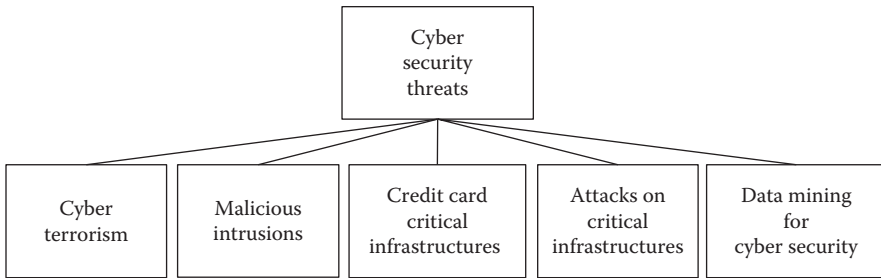 Cyber
security
threats
Cyber
terrorism
Malicious
intrusions
Credit card
critical
infrastructures
Attacks on
critical
infrastructures
Data mining
for
cyber security